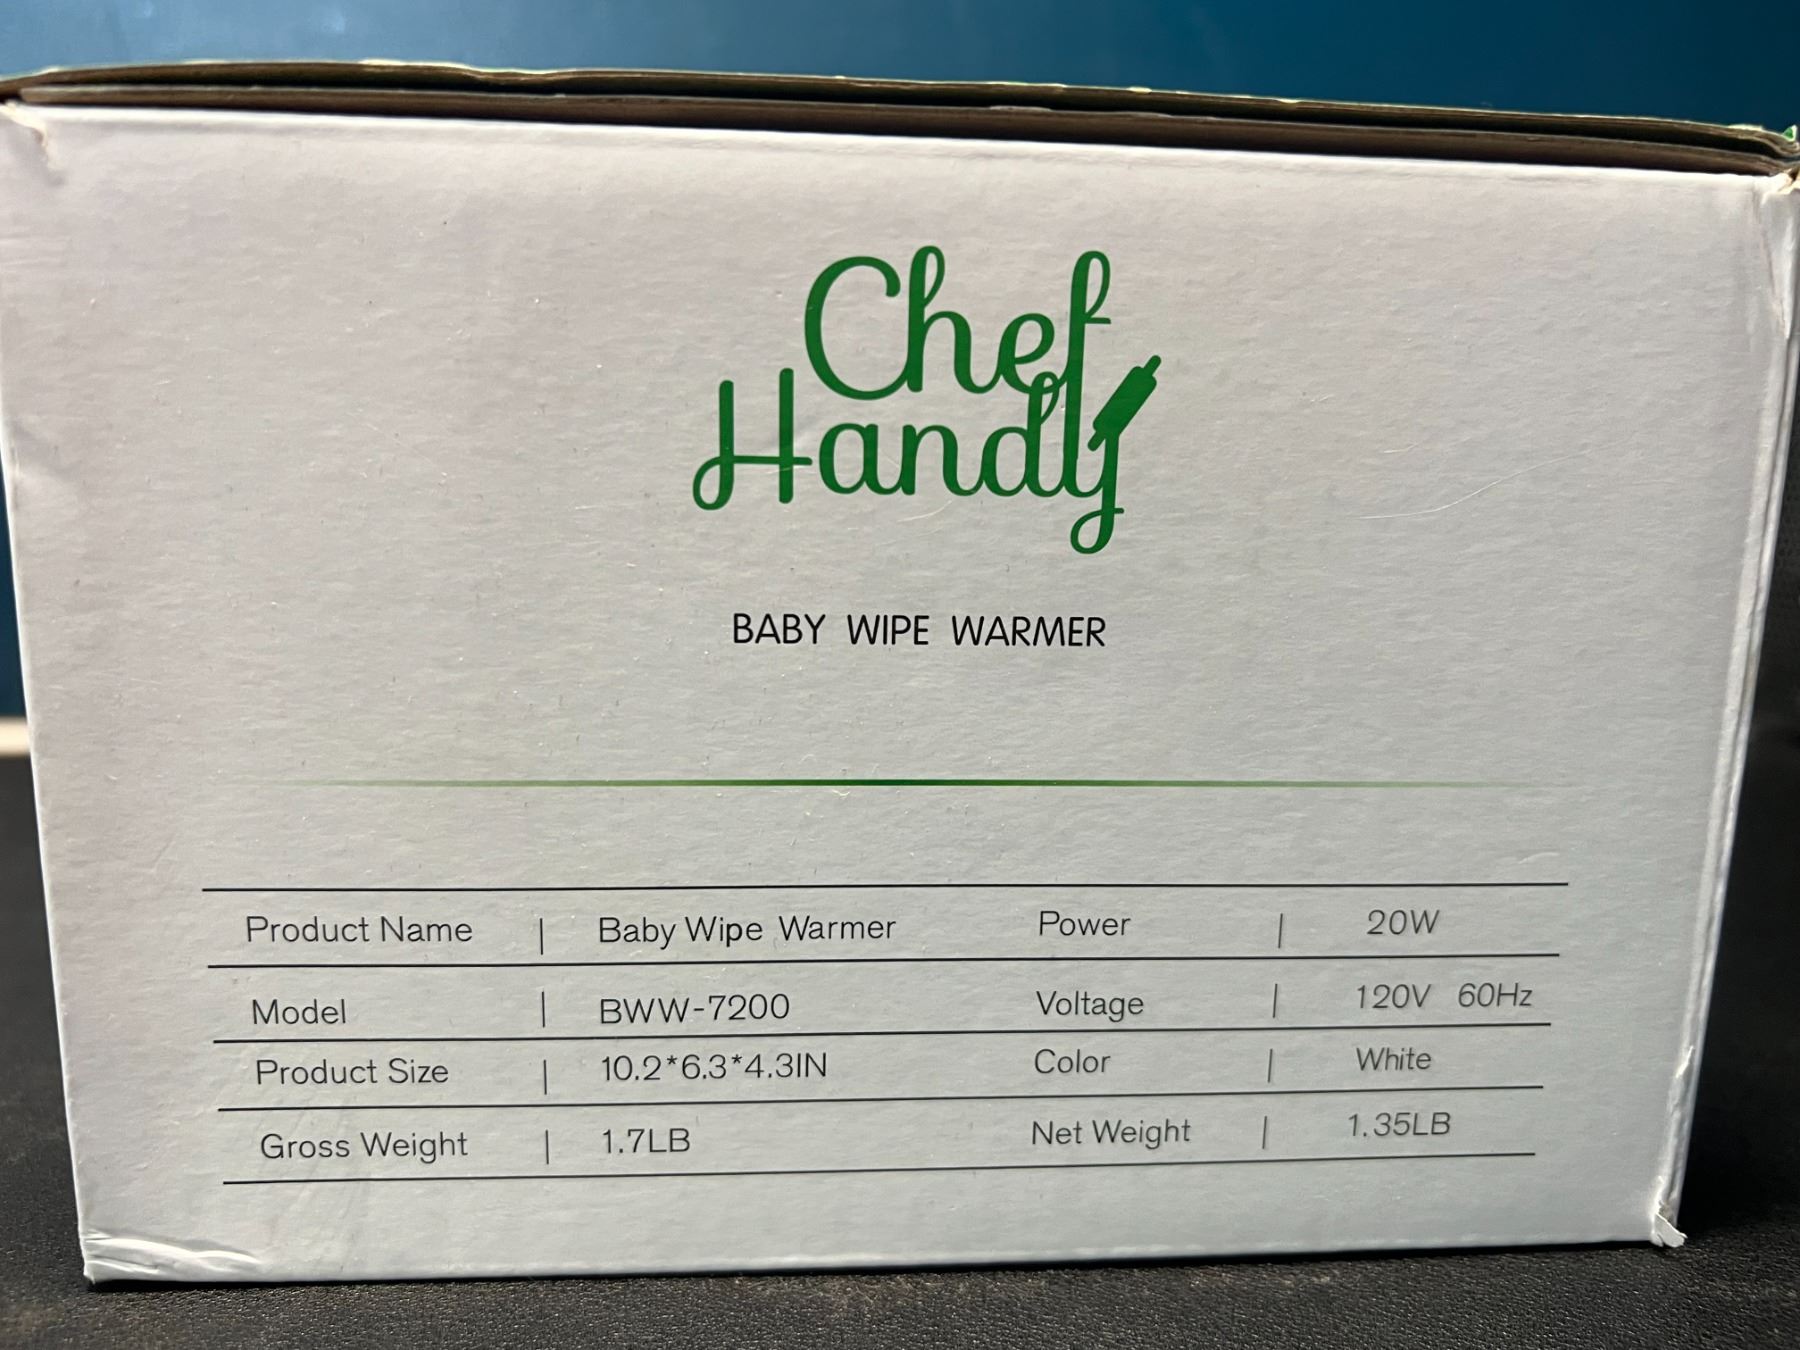 Chef
Handy
BABY WIPE WARMER
Product Name | Baby Wipe Warmer Power | 20W
Model | BWW-7200 Voltage | 120V 60Hz
Product Size | 10.2*6.3*4.3IN Color | White
Gross Weight | 1.7LB Net Weight | 1.35LB